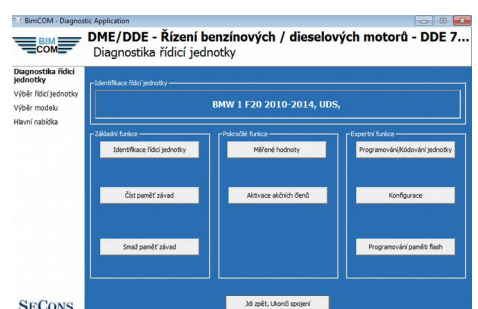 BimCOM - Diagnostic Application
BIM
COM
DME/DDE - Řízení benzínových / dieselových motorů - DDE 7...
Diagnostika řídicí jednotky
Diagnostika řídicí
jednotky
Výběr řídicí jednotky
Výběr modelu
Hlavní nabídka
Identifikace řídicí jednotky
BMW 1 F20 2010-2014, UDS,
Základní funkce
Identifikace řídicí jednotky
Číst paměť závad
Smaž paměť závad
Pokročilé funkce
Měřené hodnoty
Aktivace akčních členů
Expertní funkce
Programování/Kódování jednotky
Konfigurace
Programování paměti flash
Jdi zpět, Ukonči spojení
SECONS